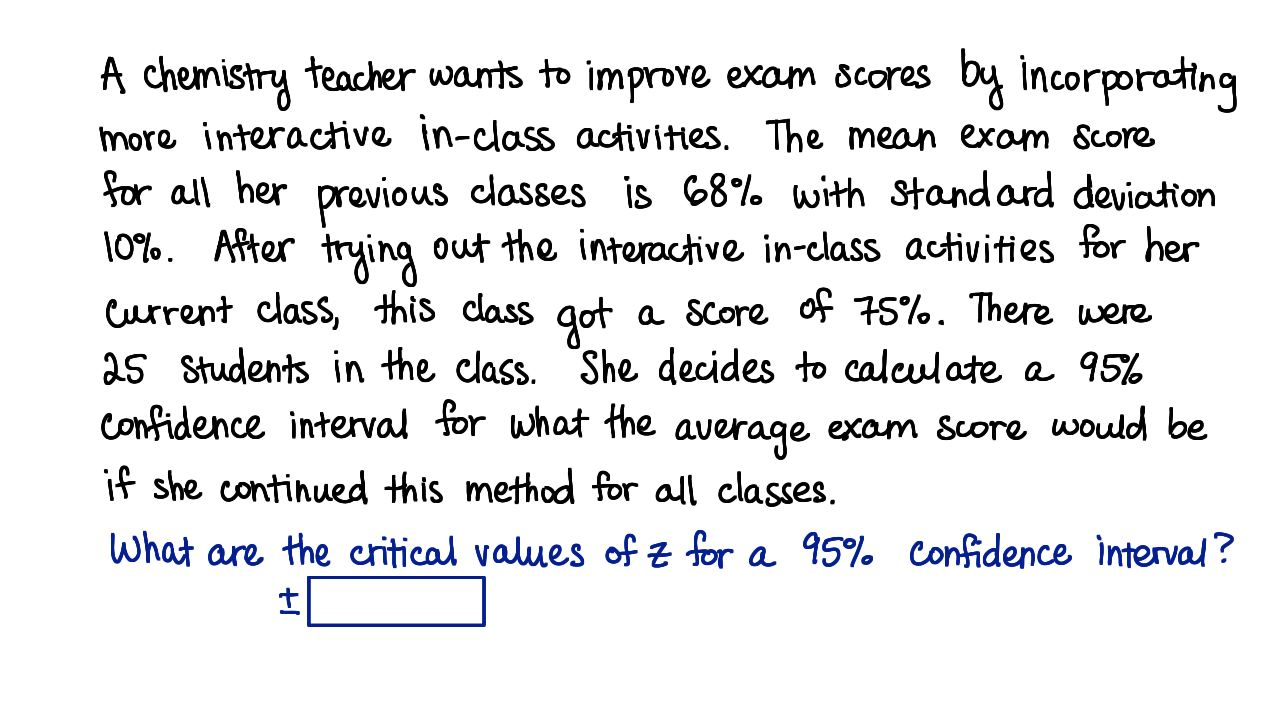 A chemistry teacher wants to improve exam scores by incorporating
more interactive in-class activities. The mean exam score
for all her previous classes is 68% with standard deviation
10%. After trying out the interactive in-class activities for her
current class, this class got a score of 75%. There were
25 students in the class. She decides to calculate a 95%
confidence interval for what the average exam score would be
if she continued this method for all classes.
What are the critical values of z for a 95% confidence interval?
±